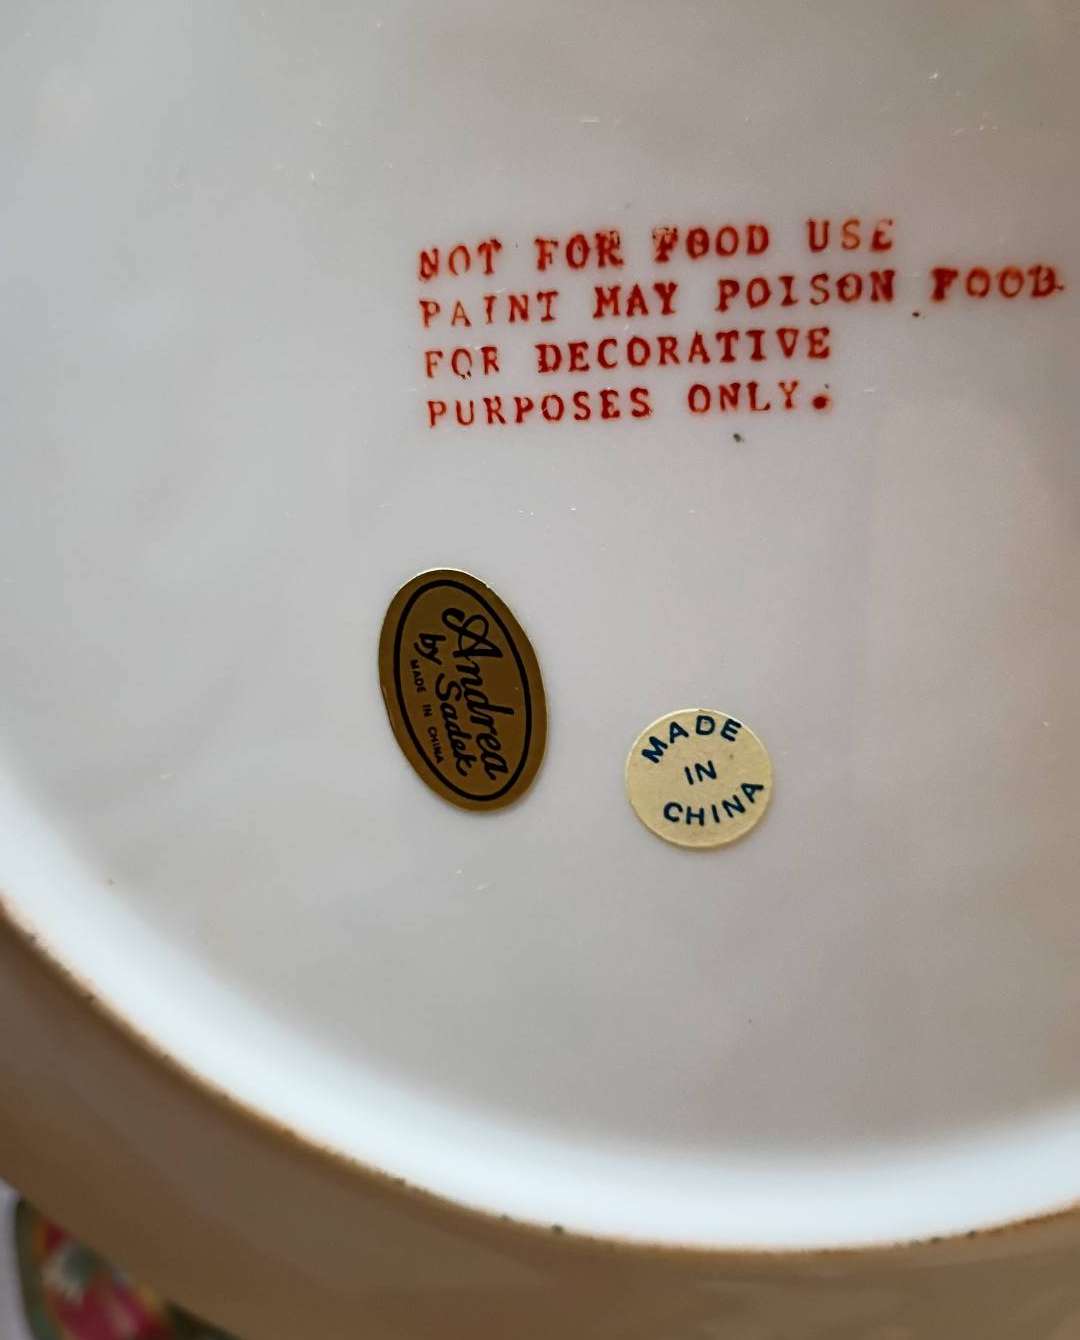 NOT FOR FOOD USE
PAINT MAY POISON FOOD.
FOR DECORATIVE
PURPOSES ONLY.
Andrea
by Sadek
MADE IN CHINA
MADE
IN
CHINA